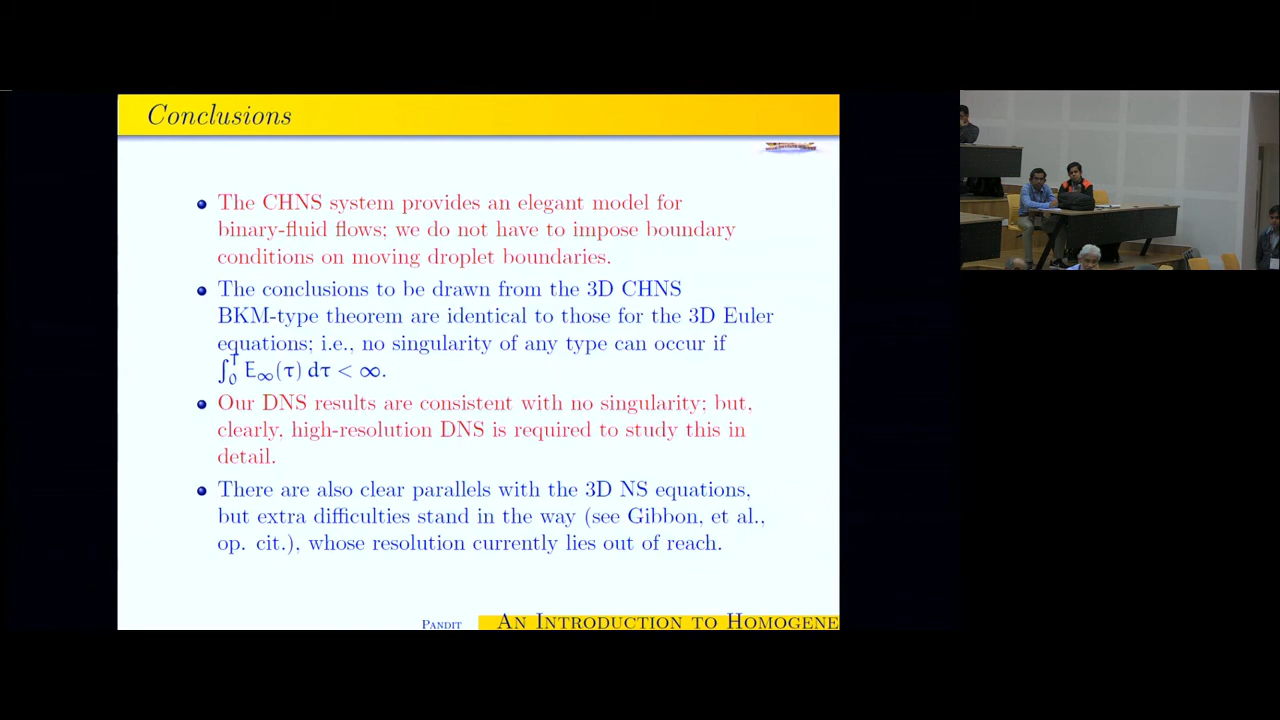 Conclusions
The CHNS system provides an elegant model for
binary-fluid flows; we do not have to impose boundary
conditions on moving droplet boundaries.
The conclusions to be drawn from the 3D CHNS
BKM-type theorem are identical to those for the 3D Euler
equations; i.e., no singularity of any type can occur if
∫₀ᵀ E∞(τ) dτ < ∞.
Our DNS results are consistent with no singularity; but,
clearly, high-resolution DNS is required to study this in
detail.
There are also clear parallels with the 3D NS equations,
but extra difficulties stand in the way (see Gibbon, et al.,
op. cit.), whose resolution currently lies out of reach.
Pandit An Introduction to Homogene